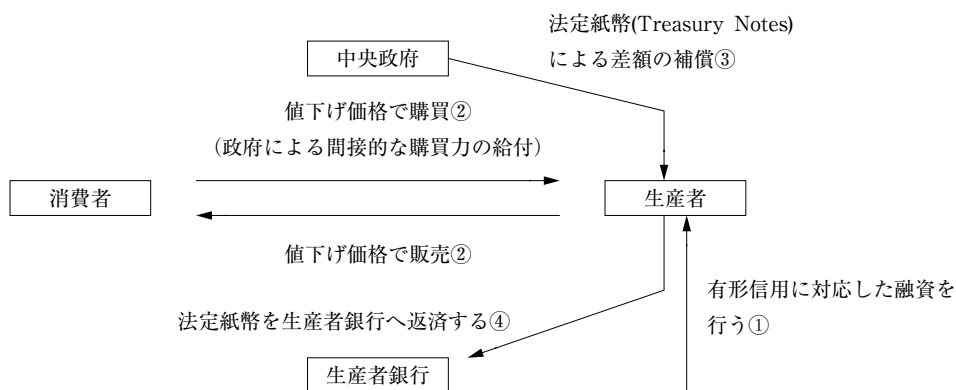 法定紙幣(Treasury Notes)
による差額の補償③
中央政府
値下げ価格で購買②
(政府による間接的な購買力の給付)
消費者
生産者
値下げ価格で販売②
有形信用に対応した融資を
行う①
法定紙幣を生産者銀行へ返済する④
生産者銀行